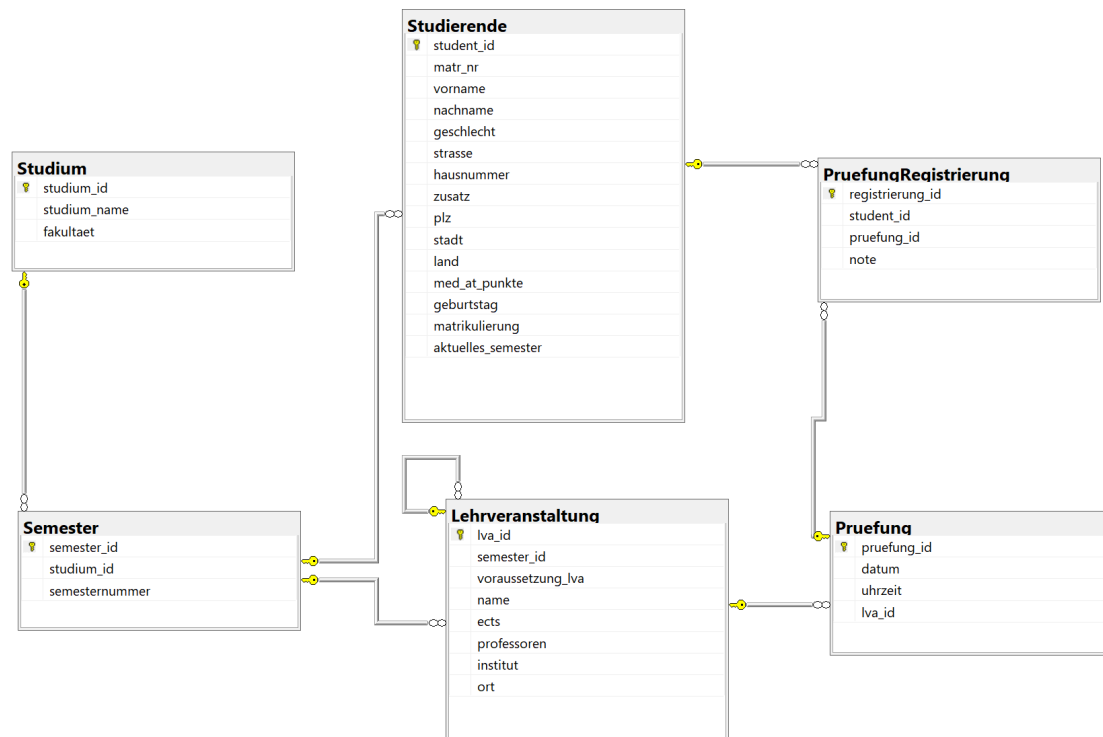 Studierende
student_id
matr_nr
vorname
nachname
geschlecht
strasse
hausnummer
zusatz
plz
stadt
land
med_at_punkte
geburtstag
matrikulierung
aktuelles_semester
Studium
studium_id
studium_name
fakultaet
PruefungRegistrierung
registrierung_id
student_id
pruefung_id
note
Semester
semester_id
studium_id
semesternummer
Lehrveranstaltung
lva_id
semester_id
voraussetzung_lva
name
ects
professoren
institut
ort
Pruefung
pruefung_id
datum
uhrzeit
lva_id